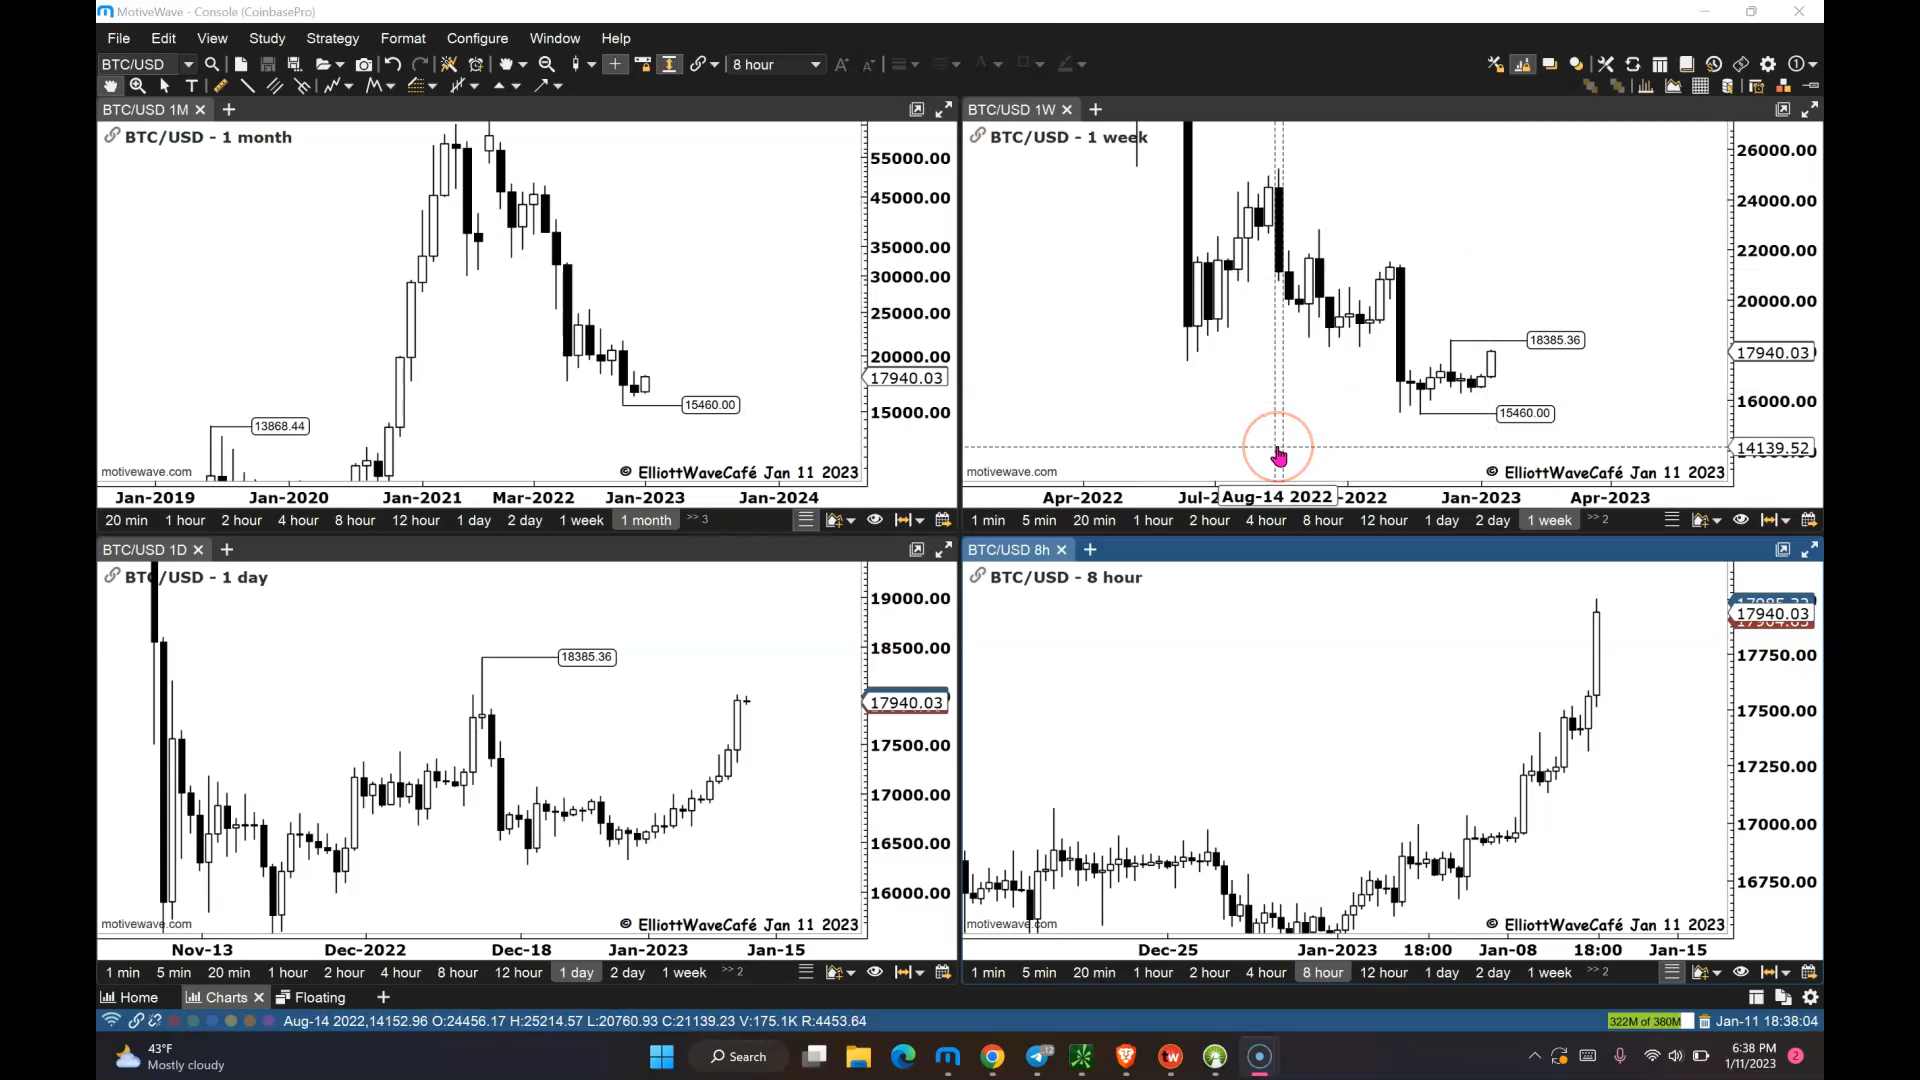 MotiveWave - Console (CoinbasePro)
File Edit View Study Strategy Format Configure Window Help
BTC/USD 8 hour
BTC/USD 1M
BTC/USD - 1 month
55000.00
45000.00
35000.00
30000.00
25000.00
20000.00
17940.03
15000.00
15460.00
13868.44
motivewave.com © ElliottWaveCafé Jan 11 2023
Jan-2019 Jan-2020 Jan-2021 Mar-2022 Jan-2023 Jan-2024
20 min 1 hour 2 hour 4 hour 8 hour 12 hour 1 day 2 day 1 week 1 month >> 3
BTC/USD 1W
BTC/USD - 1 week
26000.00
24000.00
22000.00
20000.00
18385.36
17940.03
16000.00
15460.00
14139.52
motivewave.com © ElliottWaveCafé Jan 11 2023
Apr-2022 Jul-2 Aug-14 2022 -2022 Jan-2023 Apr-2023
1 min 5 min 20 min 1 hour 2 hour 4 hour 8 hour 12 hour 1 day 2 day 1 week >> 2
BTC/USD 1D
BTC/USD - 1 day
19000.00
18500.00
18385.36
17940.03
17500.00
17000.00
16500.00
16000.00
motivewave.com © ElliottWaveCafé Jan 11 2023
Nov-13 Dec-2022 Dec-18 Jan-2023 Jan-15
1 min 5 min 20 min 1 hour 2 hour 4 hour 8 hour 12 hour 1 day 2 day 1 week >> 2
BTC/USD 8h
BTC/USD - 8 hour
17940.03
17750.00
17500.00
17250.00
17000.00
16750.00
motivewave.com © ElliottWaveCafé Jan 11 2023
Dec-25 Jan-2023 18:00 Jan-08 18:00 Jan-15
1 min 5 min 20 min 1 hour 2 hour 4 hour 8 hour 12 hour 1 day 2 day 1 week >> 2
Home Charts Floating
Aug-14 2022,14152.96 O:24456.17 H:25214.57 L:20760.93 C:21139.23 V:175.1K R:4453.64 322M of 380M Jan-11 18:38:04
43°F
Mostly cloudy
Search
12
tw
6:38 PM
1/11/2023
2